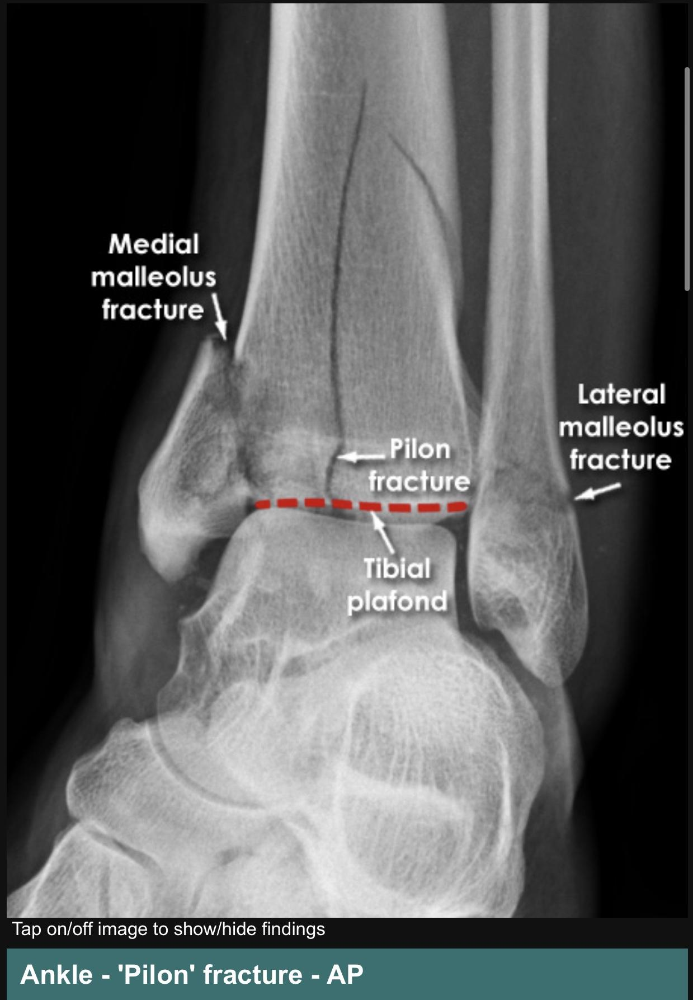 Medial
malleolus
fracture
Lateral
malleolus
fracture
Pilon
fracture
Tibial
plafond
Tap on/off image to show/hide findings
Ankle - 'Pilon' fracture - AP